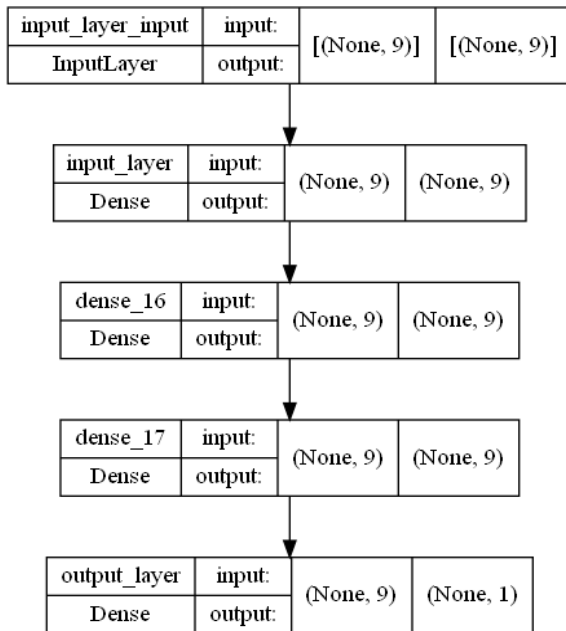 input_layer_input input: [(None, 9)] [(None, 9)]
InputLayer output:
input_layer input: (None, 9) (None, 9)
Dense output:
dense_16 input: (None, 9) (None, 9)
Dense output:
dense_17 input: (None, 9) (None, 9)
Dense output:
output_layer input: (None, 9) (None, 1)
Dense output: